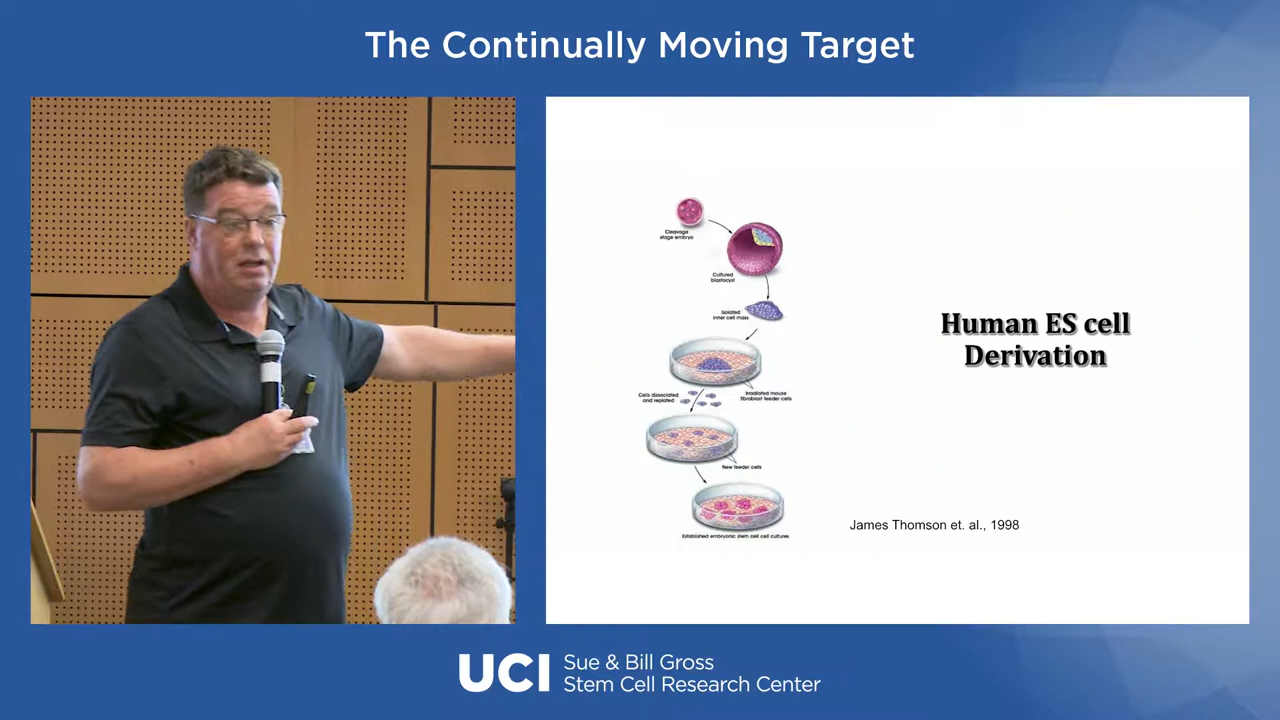 The Continually Moving Target
Cleavage
stage embryo
Cultured
blastocyst
Isolated
inner cell mass
Irradiated mouse
fibroblast feeder cells
Cells dissociated
and replated
New feeder cells
Established embryonic stem cell cultures
Human ES cell
Derivation
James Thomson et. al., 1998
UCI
Sue & Bill Gross
Stem Cell Research Center